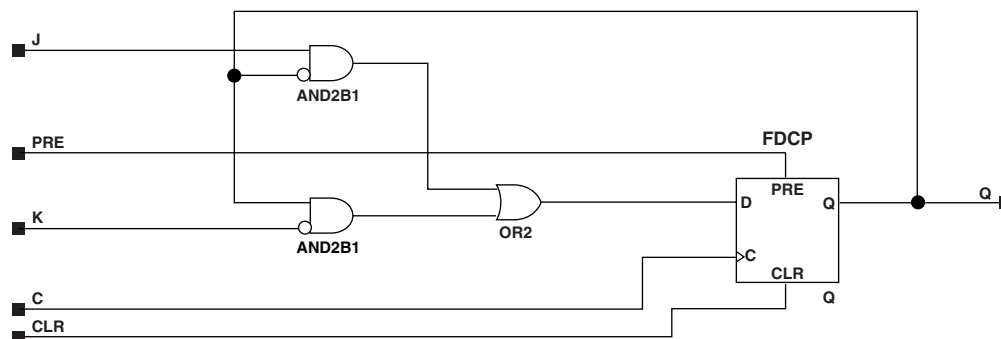 J
AND2B1
PRE
FDCP
PRE
D
Q
Q
K
OR2
AND2B1
C
CLR
C
Q
CLR